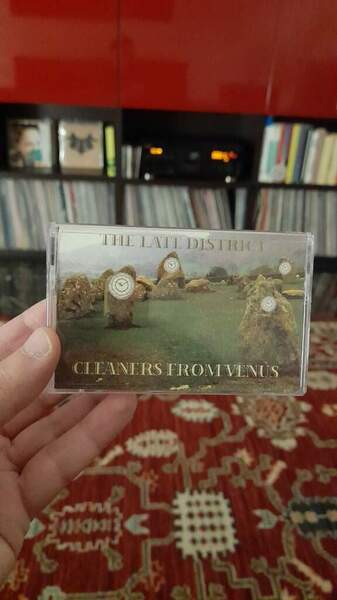 THE LATE DISTRICT
CLEANERS FROM VENUS